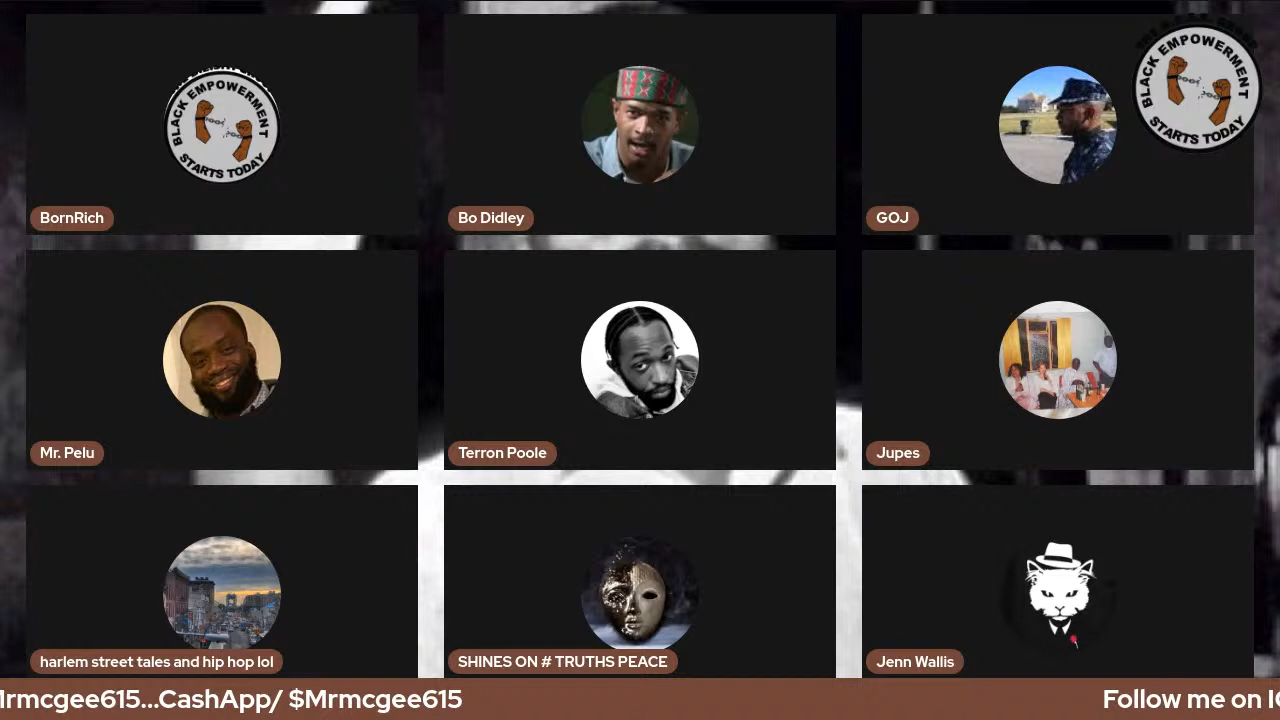 BLACK EMPOWERMENT
STARTS TODAY
BornRich
Bo Didley
BLACK EMPOWERMENT
STARTS TODAY
GOJ
Mr. Pelu
Terron Poole
Jupes
harlem street tales and hip hop lol
SHINES ON # TRUTHS PEACE
Jenn Wallis
Mrmcgee615...CashApp/ $Mrmcgee615
Follow me on